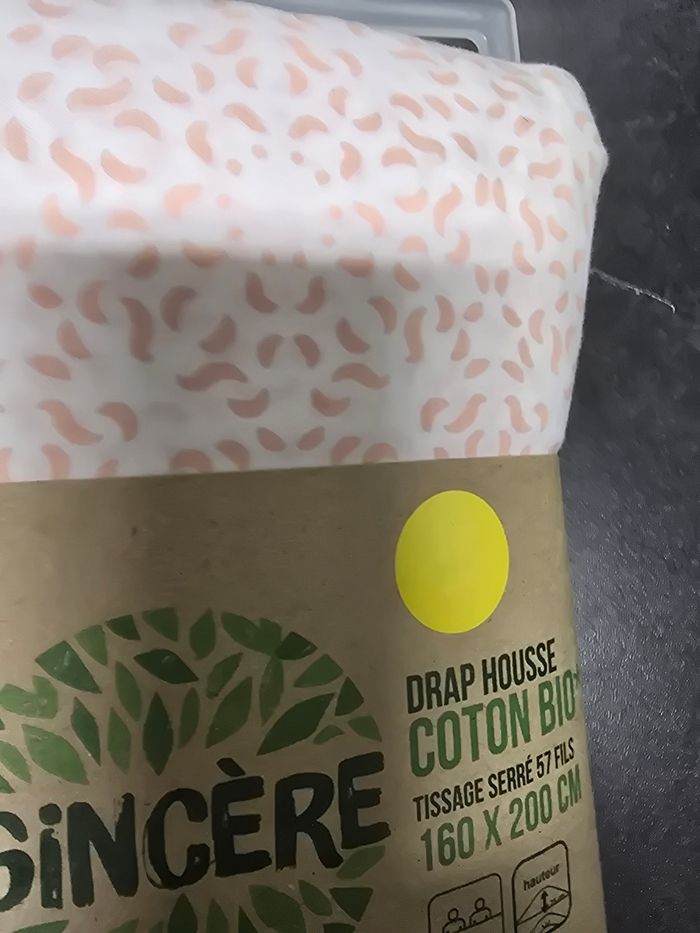 DRAP HOUSSE
COTON BIO*
TISSAGE SERRÉ 57 FILS
160 X 200 CM
SiNCÈRE
hauteur